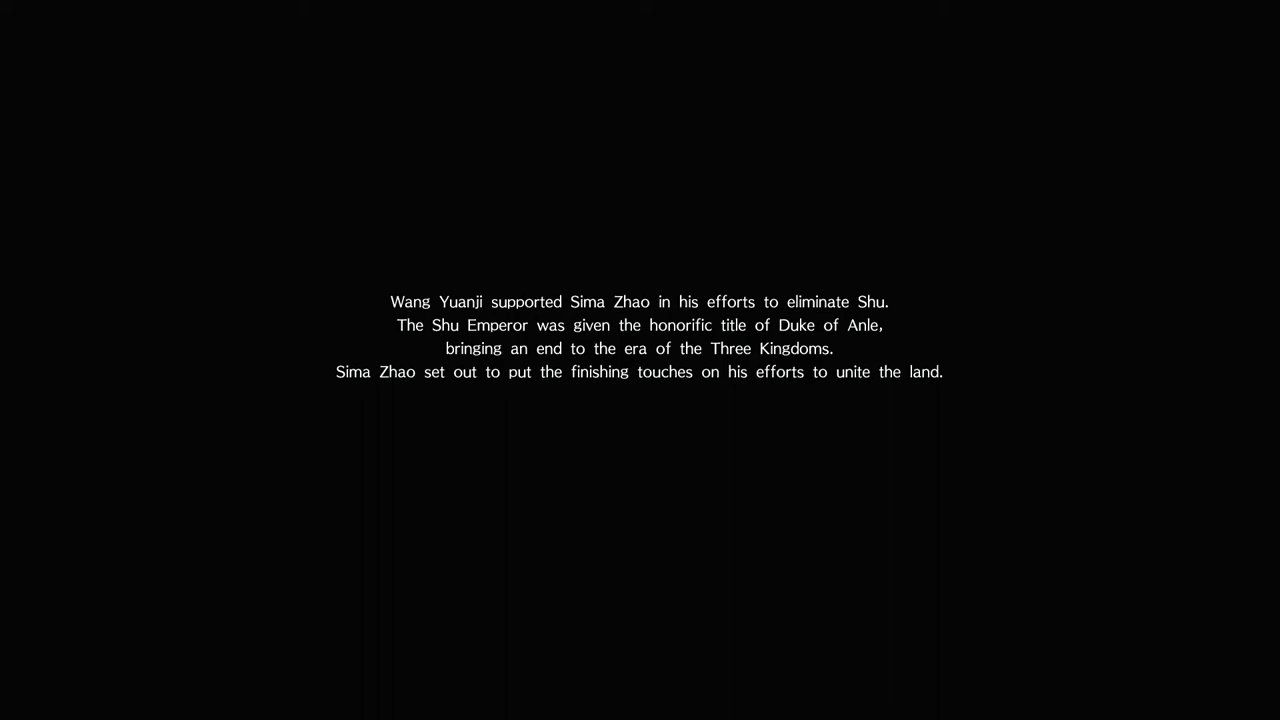 Wang Yuanji supported Sima Zhao in his efforts to eliminate Shu.
The Shu Emperor was given the honorific title of Duke of Anle,
bringing an end to the era of the Three Kingdoms.
Sima Zhao set out to put the finishing touches on his efforts to unite the land.